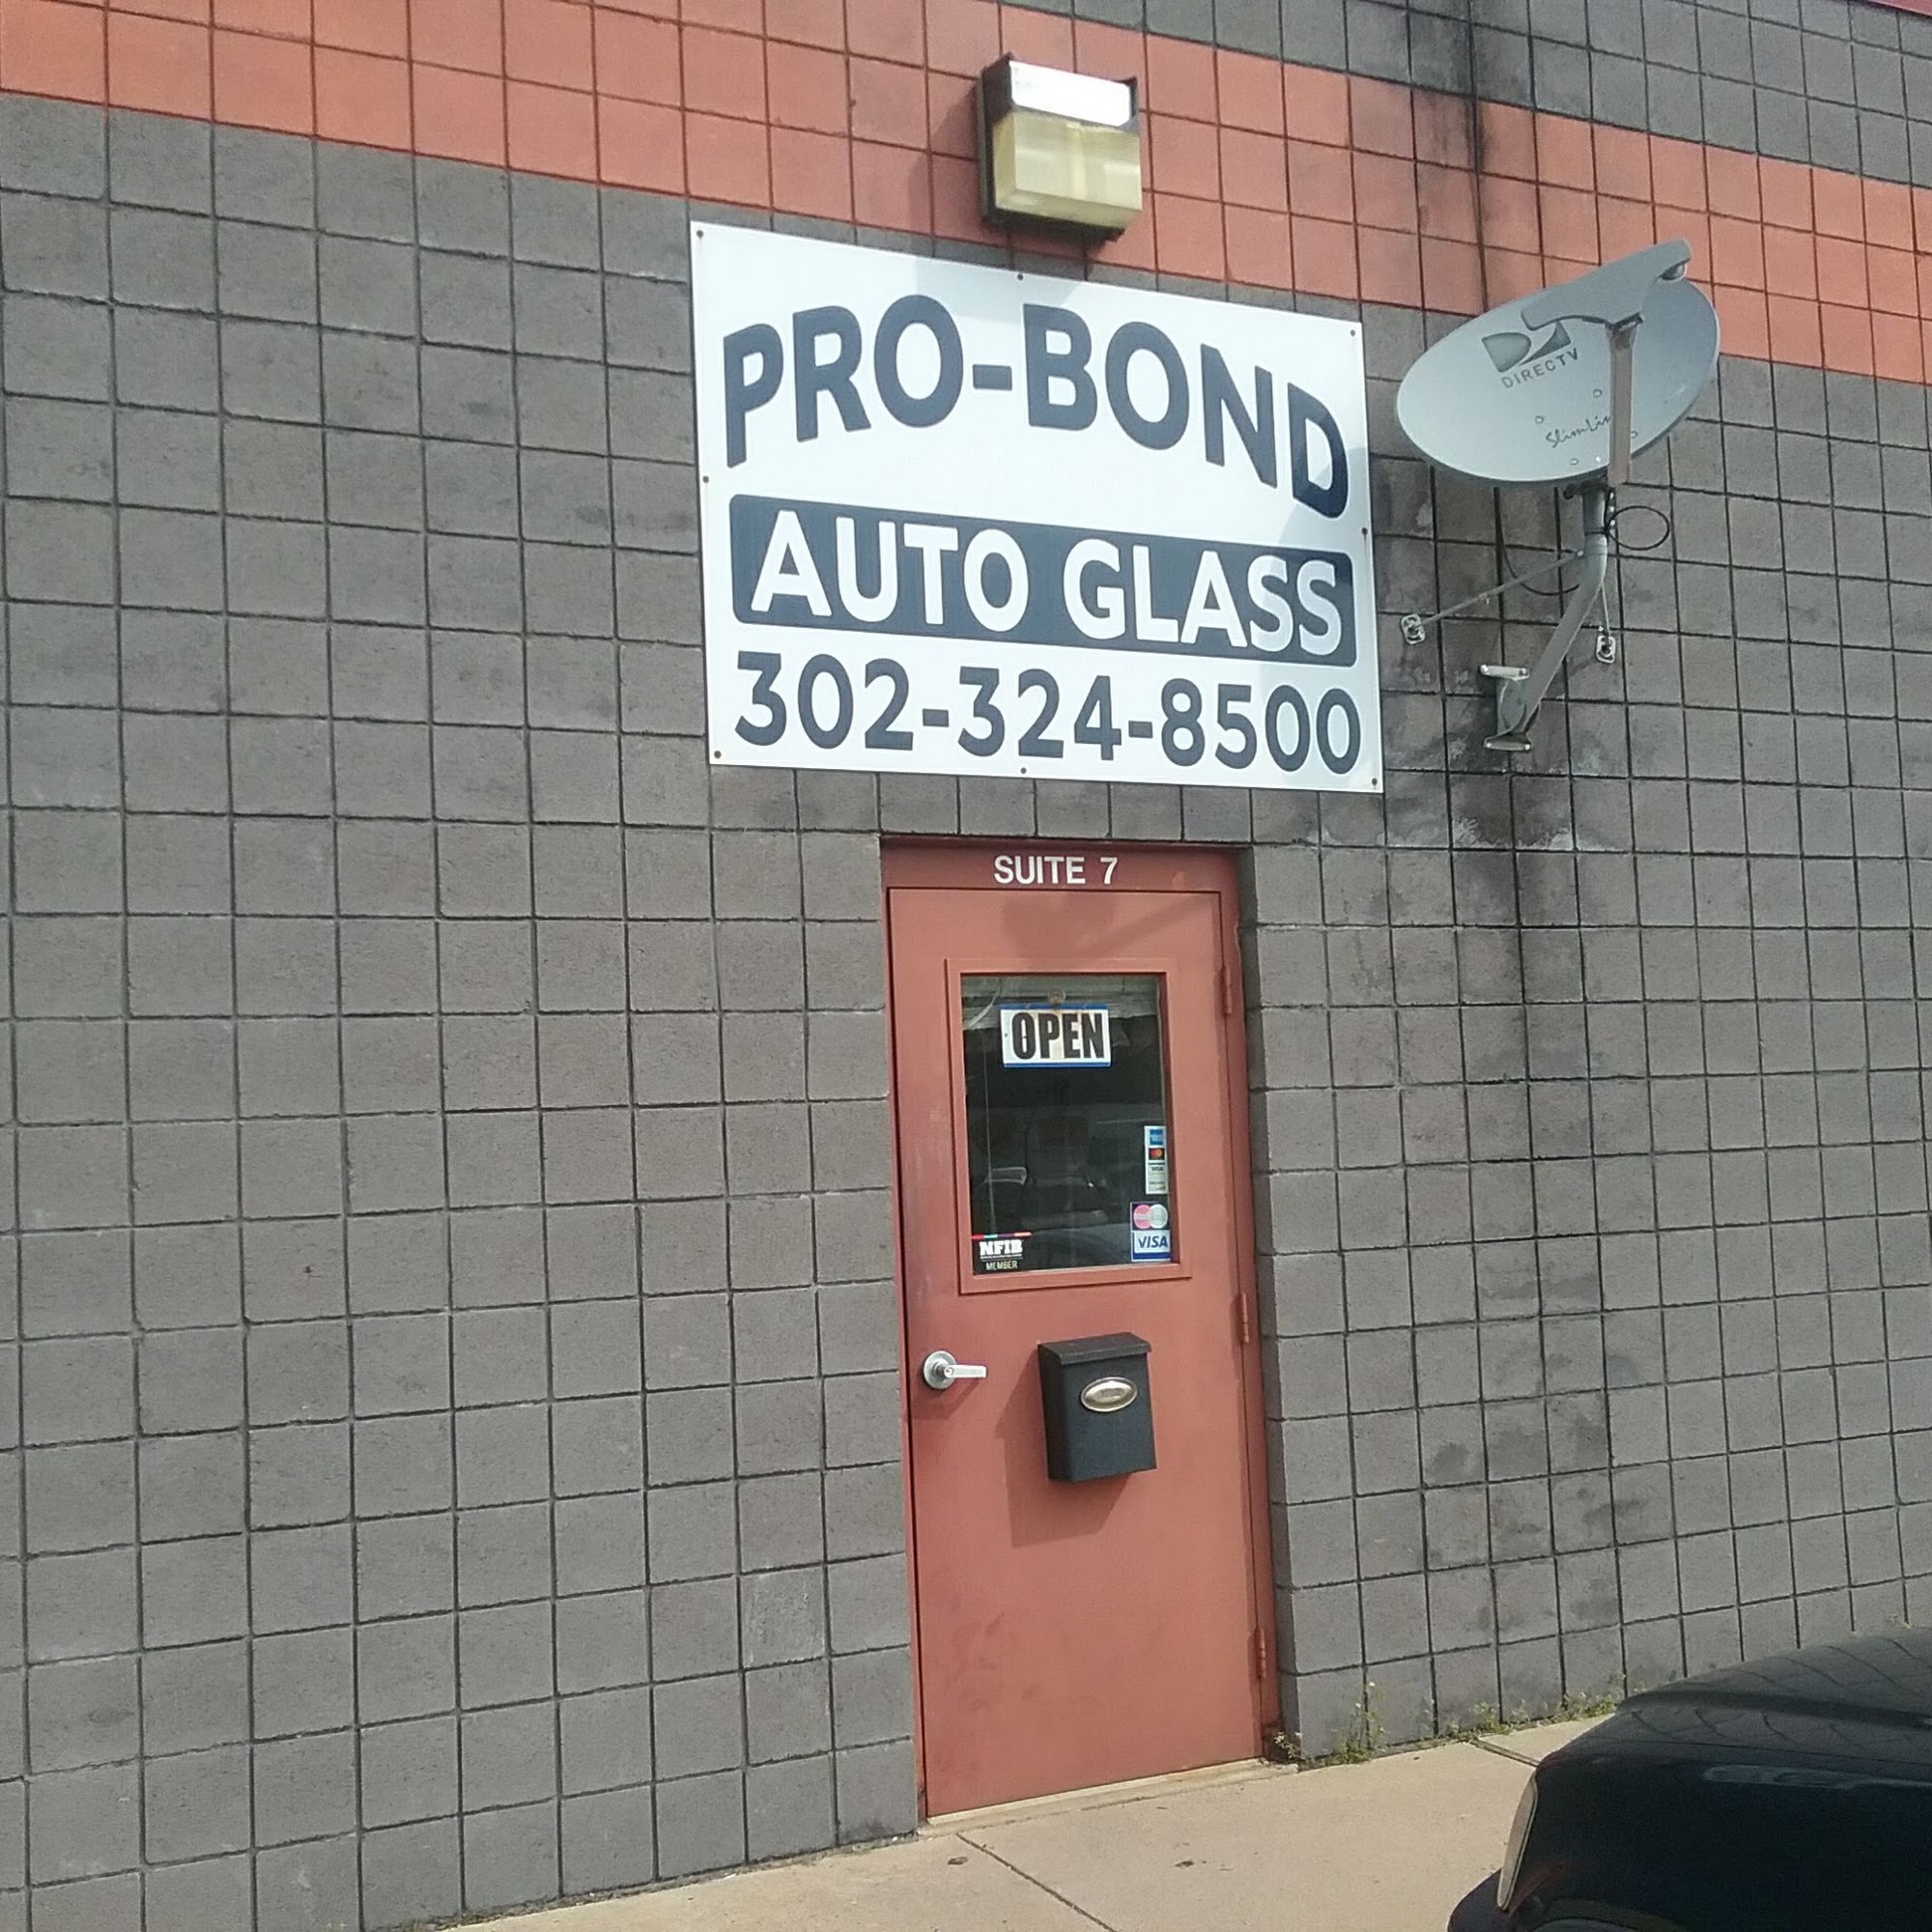 PRO-BOND
AUTO GLASS
302-324-8500
DIRECTV
SUITE 7
OPEN
VISA
NFIB
MEMBER
VISA